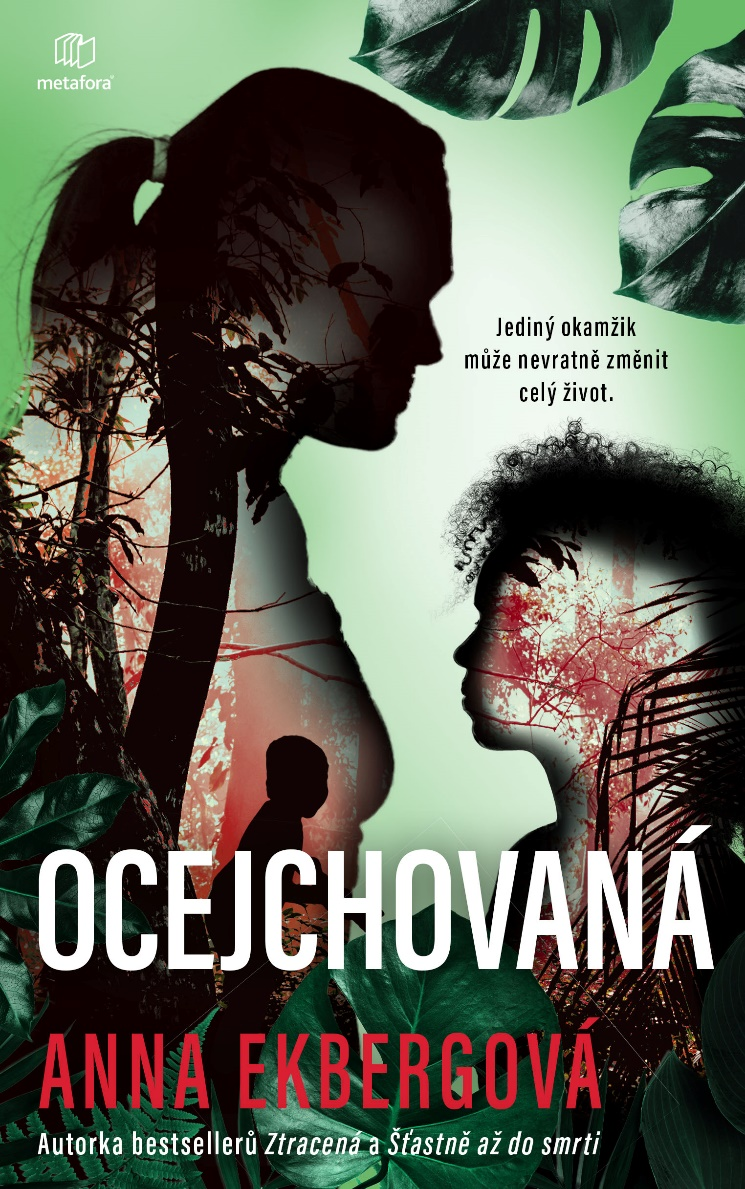 metafora®
Jediný okamžik
může nevratně změnit
celý život.
OCEJCHOVANÁ
ANNA EKBERGOVÁ
Autorka bestsellerů Ztracená a Šťastně až do smrti